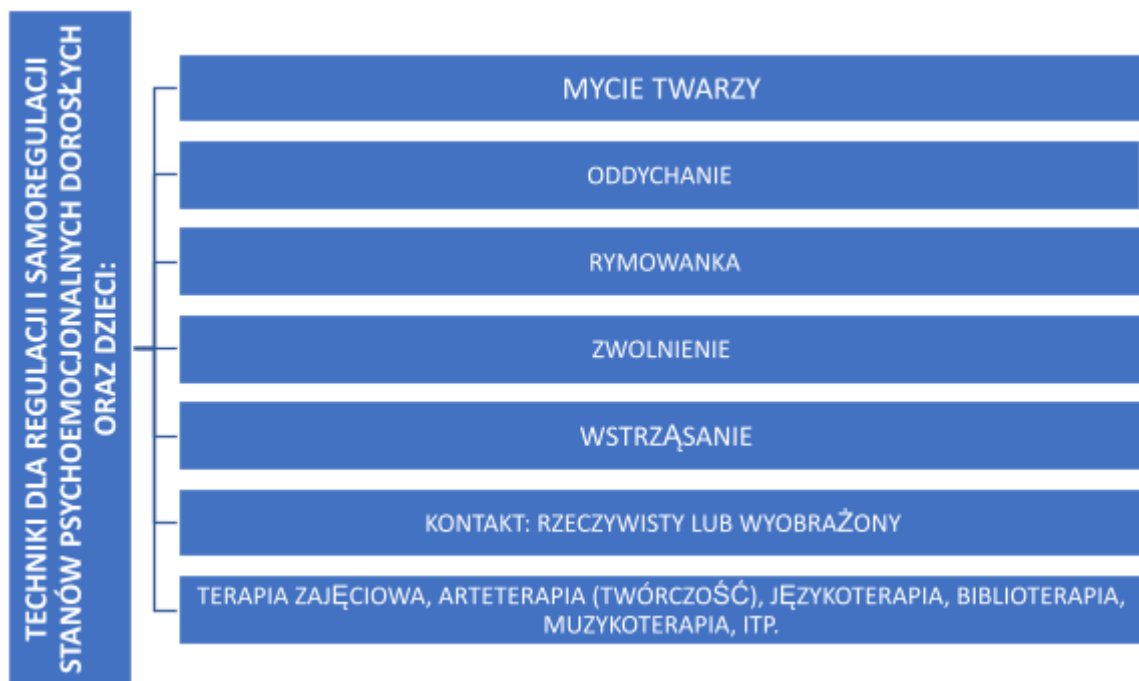 TECHNIKI DLA REGULACJI I SAMOREGULACJI
STANÓW PSYCHOEMOCJONALNYCH DOROSŁYCH
ORAZ DZIECI:
MYCIE TWARZY
ODDYCHANIE
RYMOWANKA
ZWOLNIENIE
WSTRZĄSANIE
KONTAKT: RZECZYWISTY LUB WYOBRAŻONY
TERAPIA ZAJĘCIOWA, ARTETERAPIA (TWÓRCZOŚĆ), JĘZYKOTERAPIA, BIBLIOTERAPIA,
MUZYKOTERAPIA, ITP.